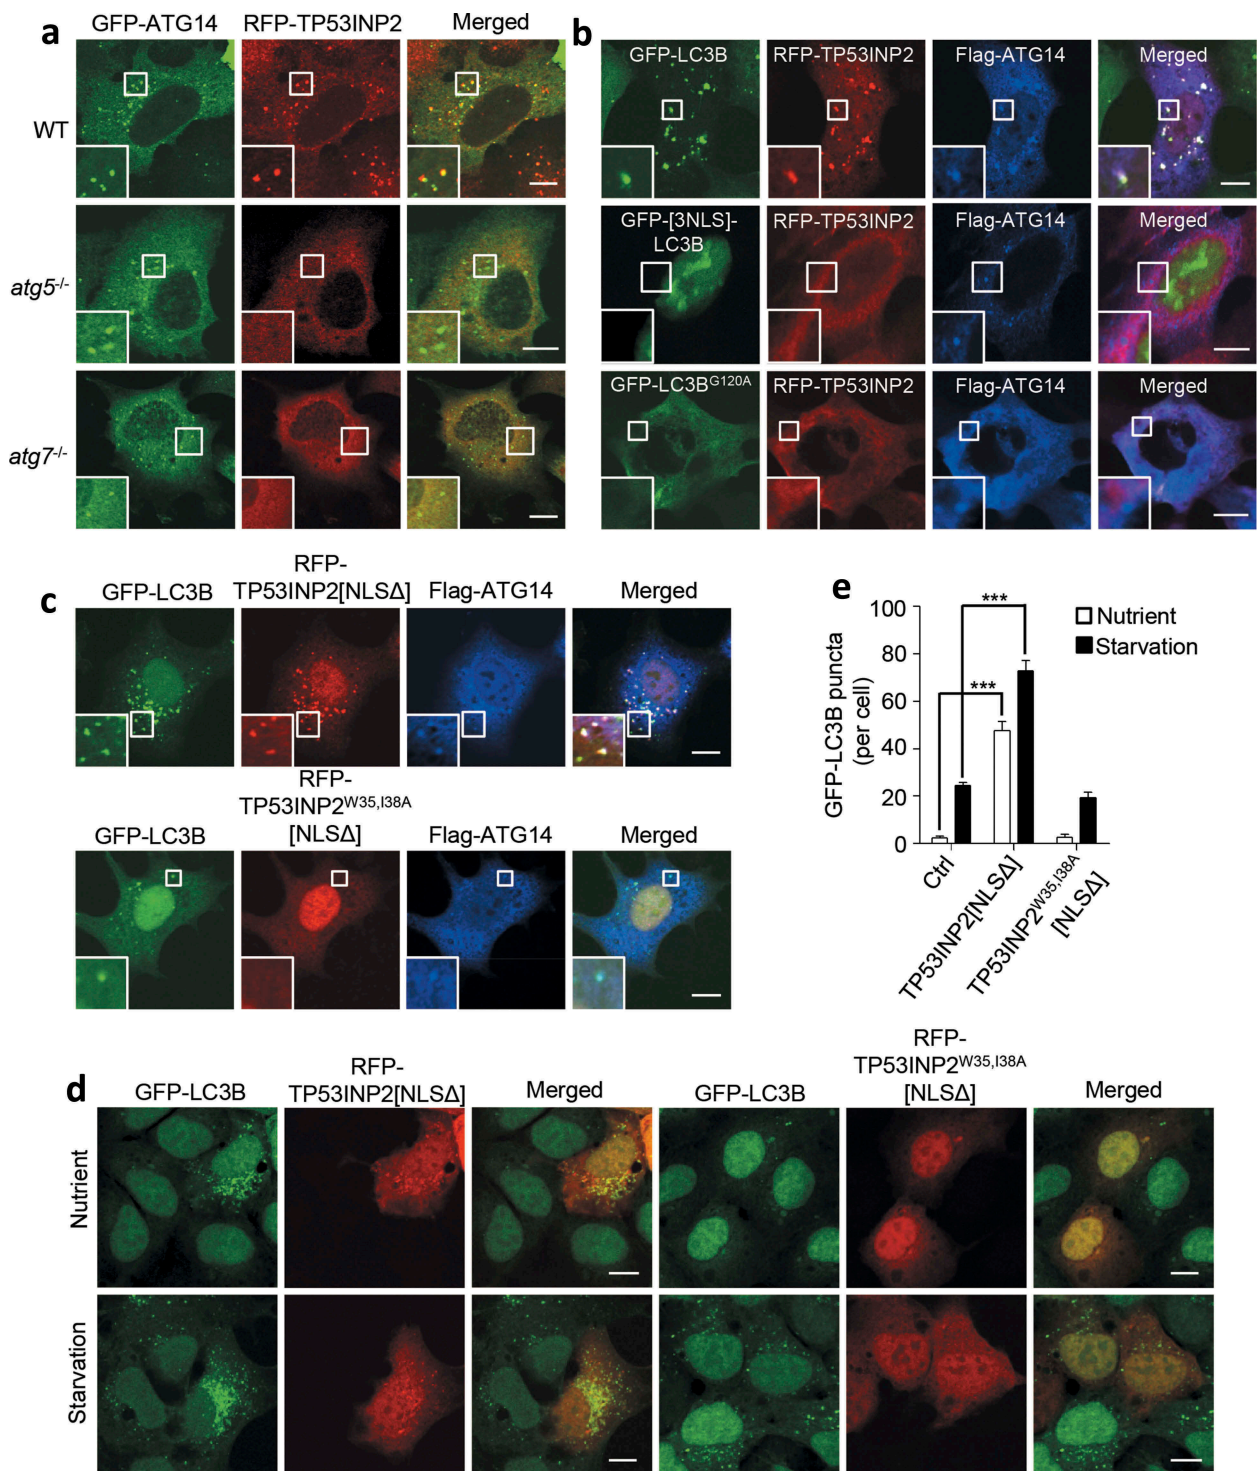 a
GFP-ATG14 RFP-TP53INP2 Merged
WT
atg5-/-
atg7-/-
b
GFP-LC3B RFP-TP53INP2 Flag-ATG14 Merged
GFP-[3NLS]-
LC3B
RFP-TP53INP2 Flag-ATG14 Merged
GFP-LC3BG120A RFP-TP53INP2 Flag-ATG14 Merged
c
RFP-
GFP-LC3B TP53INP2[NLSΔ] Flag-ATG14 Merged
RFP-
TP53INP2W35,I38A
GFP-LC3B [NLSΔ] Flag-ATG14 Merged
e
GFP-LC3B puncta
(per cell)
100
80
60
40
20
0
***
***
Nutrient
Starvation
Ctrl
TP53INP2[NLSΔ]
TP53INP2W35,I38A
[NLSΔ]
d
RFP-
GFP-LC3B TP53INP2[NLSΔ] Merged
RFP-
TP53INP2W35,I38A
GFP-LC3B [NLSΔ] Merged
Nutrient
Starvation